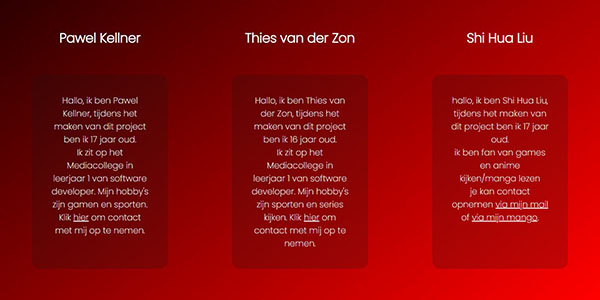 Pawel Kellner
Hallo, ik ben Pawel
Kellner, tijdens het
maken van dit project
ben ik 17 jaar oud.
Ik zit op het
Mediacollege in
leerjaar 1 van software
developer. Mijn hobby's
zijn gamen en sporten.
Klik hier om contact
met mij op te nemen.
Thies van der Zon
Hallo, ik ben Thies van
der Zon, tijdens het
maken van dit project
ben ik 16 jaar oud.
Ik zit op het
Mediacollege in
leerjaar 1 van software
developer. Mijn hobby's
zijn sporten en series
kijken. Klik hier om
contact met mij op te
nemen.
Shi Hua Liu
hallo, ik ben Shi Hua Liu,
tijdens het maken van
dit project ben ik 17 jaar
oud.
ik ben fan van games
en anime
kijken/manga lezen
je kan contact
opnemen via mijn mail
of via mijn mango.